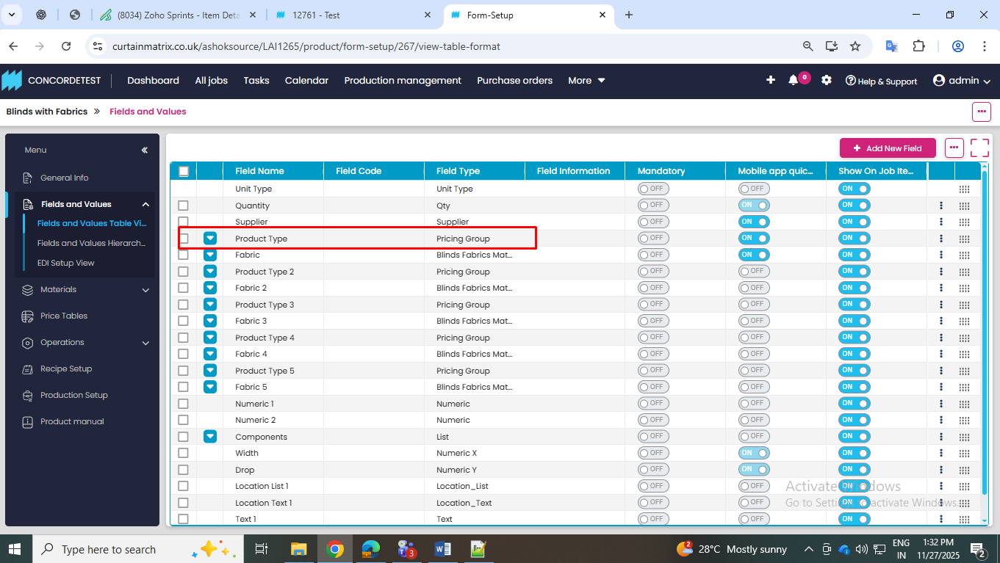 (8034) Zoho Sprints - Item Deta
12761 - Test
Form-Setup
curtainmatrix.co.uk/ashoksource/LAI1265/product/form-setup/267/view-table-format
CONCORDETEST Dashboard All jobs Tasks Calendar Production management Purchase orders More 0 Help & Support admin
Blinds with Fabrics » Fields and Values
Menu
General Info
Fields and Values
Fields and Values Table Vi...
Fields and Values Hierarch...
EDI Setup View
Materials
Price Tables
Operations
Recipe Setup
Production Setup
Product manual
+ Add New Field
Field Name Field Code Field Type Field Information Mandatory Mobile app quic... Show On Job Ite...
Unit Type Unit Type OFF OFF ON
Quantity Qty OFF ON ON
Supplier Supplier OFF ON ON
Product Type Pricing Group OFF ON ON
Fabric Blinds Fabrics Mat... OFF ON ON
Product Type 2 Pricing Group OFF OFF ON
Fabric 2 Blinds Fabrics Mat... OFF OFF ON
Product Type 3 Pricing Group OFF OFF ON
Fabric 3 Blinds Fabrics Mat... OFF OFF ON
Product Type 4 Pricing Group OFF OFF ON
Fabric 4 Blinds Fabrics Mat... OFF OFF ON
Product Type 5 Pricing Group OFF OFF ON
Fabric 5 Blinds Fabrics Mat... OFF OFF ON
Numeric 1 Numeric OFF OFF ON
Numeric 2 Numeric OFF OFF ON
Components List OFF OFF ON
Width Numeric X OFF ON ON
Drop Numeric Y OFF ON ON
Location List 1 Location_List OFF OFF ON
Location Text 1 Location_Text OFF OFF ON
Text 1 Text OFF OFF ON
Activate Windows
Go to Settings to activate Windows.
Type here to search
3
2
28°C Mostly sunny
ENG
IN
1:32 PM
11/27/2025
2